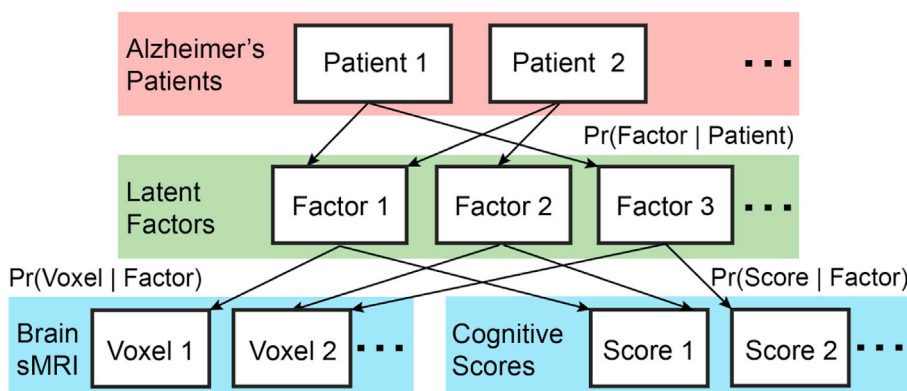 Alzheimer's
Patients
Patient 1
Patient 2
...
Pr(Factor | Patient)
Latent
Factors
Factor 1
Factor 2
Factor 3
...
Pr(Voxel | Factor)
Pr(Score | Factor)
Brain
sMRI
Voxel 1
Voxel 2
...
Cognitive
Scores
Score 1
Score 2
...